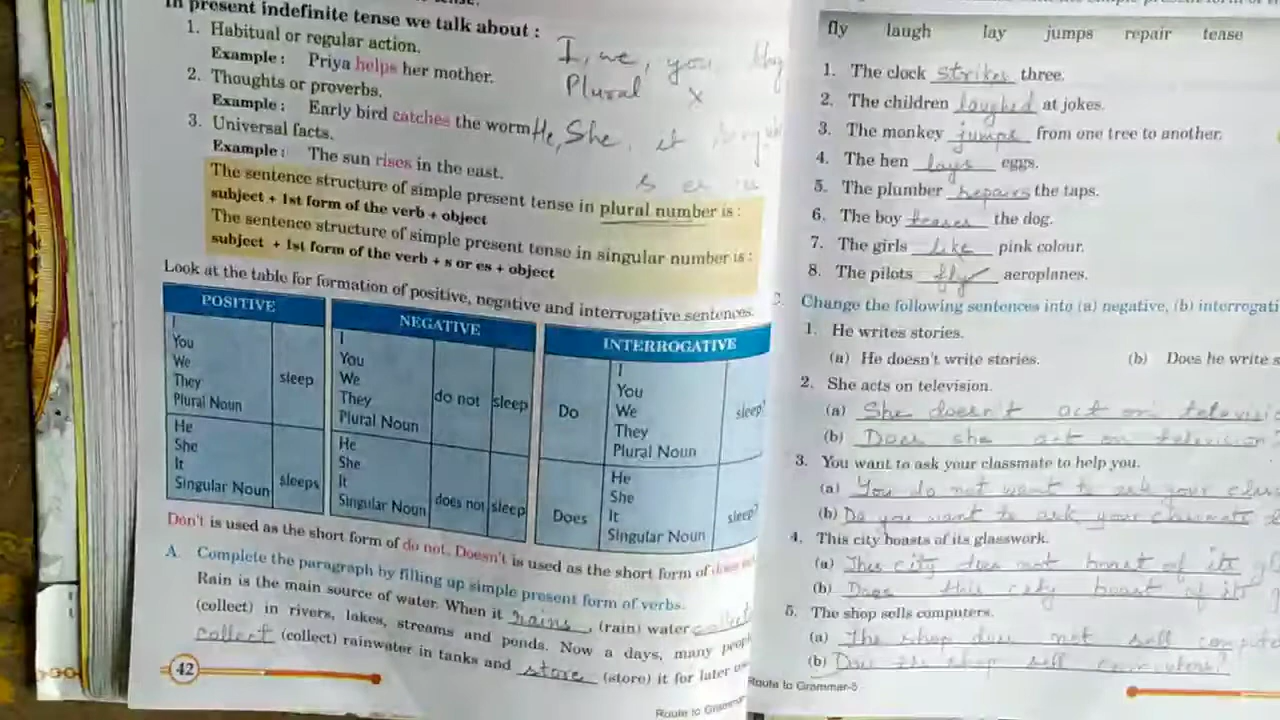 In present indefinite tense we talk about :
1. Habitual or regular action.
Example : Priya helps her mother.
2. Thoughts or proverbs.
Example : Early bird catches the worm
3. Universal facts.
Example : The sun rises in the east.
I, we, you,
Plural x
He, She, it
s es
The sentence structure of simple present tense in plural number is :
subject + 1st form of the verb + object
The sentence structure of simple present tense in singular number is :
subject + 1st form of the verb + s or es + object
Look at the table for formation of positive, negative and interrogative sentences.
POSITIVE
I
You
We
They
Plural Noun
sleep
He
She
It
Singular Noun
sleeps
NEGATIVE
I
You
We
They
Plural Noun
do not sleep
He
She
It
Singular Noun
does not sleep
INTERROGATIVE
Do
I
You
We
They
Plural Noun
sleep?
Does
He
She
It
Singular Noun
sleep?
Don't is used as the short form of do not. Doesn't is used as the short form of
A. Complete the paragraph by filling up simple present form of verbs.
Rain is the main source of water. When it rains (rain) water collect
(collect) in rivers, lakes, streams and ponds. Now a days, many
collect (collect) rainwater in tanks and store (store) it for later
42
Route to
fly laugh lay jumps repair tease
1. The clock strikes three.
2. The children laughed at jokes.
3. The monkey jumps from one tree to another.
4. The hen lays eggs.
5. The plumber repairs the taps.
6. The boy teases the dog.
7. The girls like pink colour.
8. The pilots fly aeroplanes.
Change the following sentences into (a) negative, (b)
1. He writes stories.
(a) He doesn't write stories. (b) Does he write
2. She acts on television.
(a) She doesn't act on
(b) Does she act on television
3. You want to ask your classmate to help you.
(a) You do not want to ask your
(b) Do you want to ask your classmate
4. This city boasts of its glasswork.
(a) This city does not boast of its
(b) Does this city boast of its
5. The shop sells computers.
(a) The shop does not sell
(b) Does the shop sell computers?
Route to Grammar-5